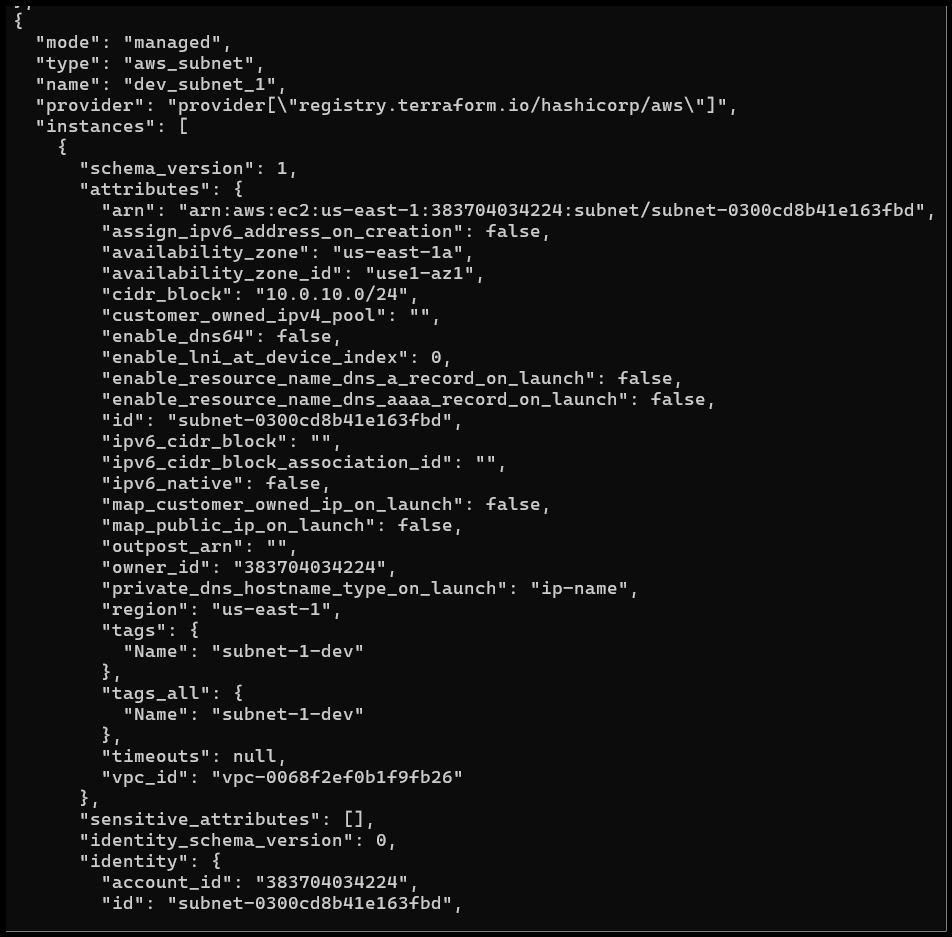 },
{
"mode": "managed",
"type": "aws_subnet",
"name": "dev_subnet_1",
"provider": "provider[\"registry.terraform.io/hashicorp/aws\"]",
"instances": [
{
"schema_version": 1,
"attributes": {
"arn": "arn:aws:ec2:us-east-1:383704034224:subnet/subnet-0300cd8b41e163fbd",
"assign_ipv6_address_on_creation": false,
"availability_zone": "us-east-1a",
"availability_zone_id": "use1-az1",
"cidr_block": "10.0.10.0/24",
"customer_owned_ipv4_pool": "",
"enable_dns64": false,
"enable_lni_at_device_index": 0,
"enable_resource_name_dns_a_record_on_launch": false,
"enable_resource_name_dns_aaaa_record_on_launch": false,
"id": "subnet-0300cd8b41e163fbd",
"ipv6_cidr_block": "",
"ipv6_cidr_block_association_id": "",
"ipv6_native": false,
"map_customer_owned_ip_on_launch": false,
"map_public_ip_on_launch": false,
"outpost_arn": "",
"owner_id": "383704034224",
"private_dns_hostname_type_on_launch": "ip-name",
"region": "us-east-1",
"tags": {
"Name": "subnet-1-dev"
},
"tags_all": {
"Name": "subnet-1-dev"
},
"timeouts": null,
"vpc_id": "vpc-0068f2ef0b1f9fb26"
},
"sensitive_attributes": [],
"identity_schema_version": 0,
"identity": {
"account_id": "383704034224",
"id": "subnet-0300cd8b41e163fbd",